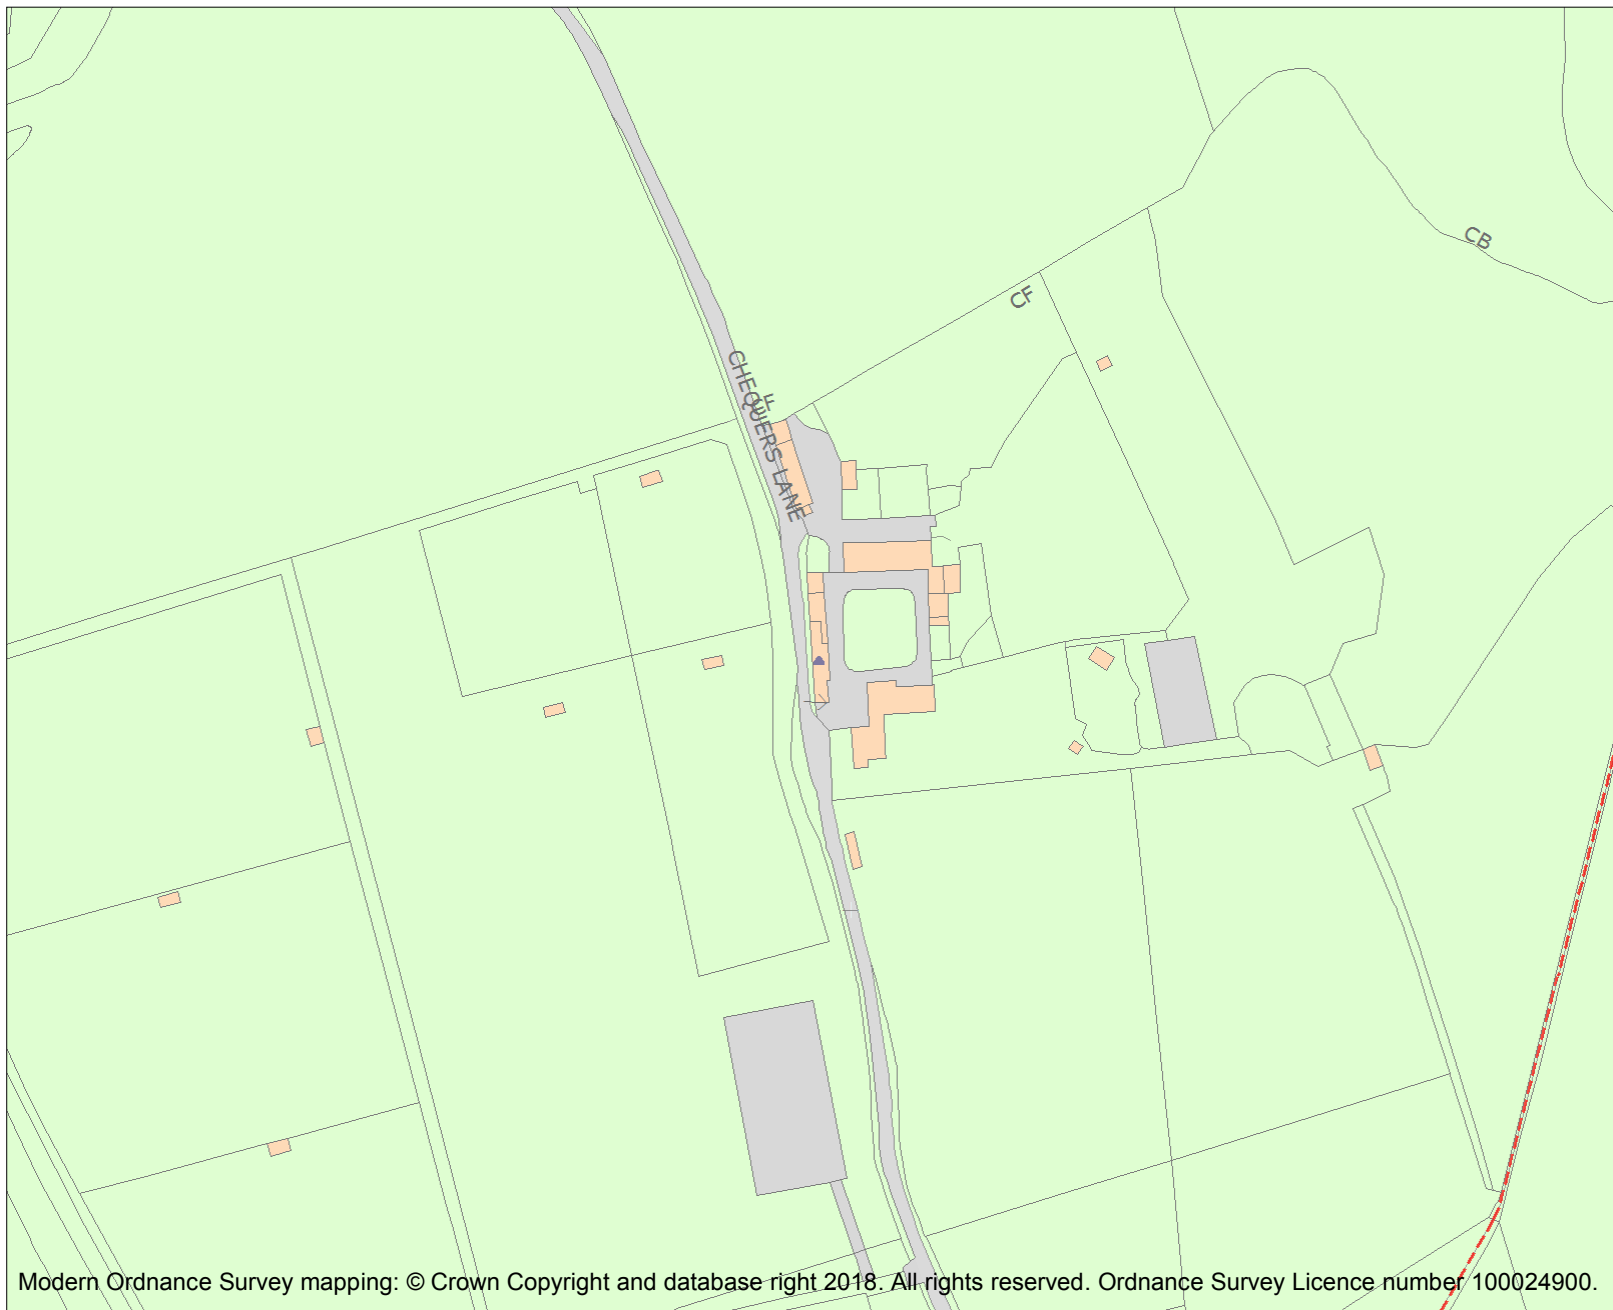 CB
CF
CHEQUERS LANE
FF
Modern Ordnance Survey mapping: © Crown Copyright and database right 2018. All rights reserved. Ordnance Survey Licence number 100024900.